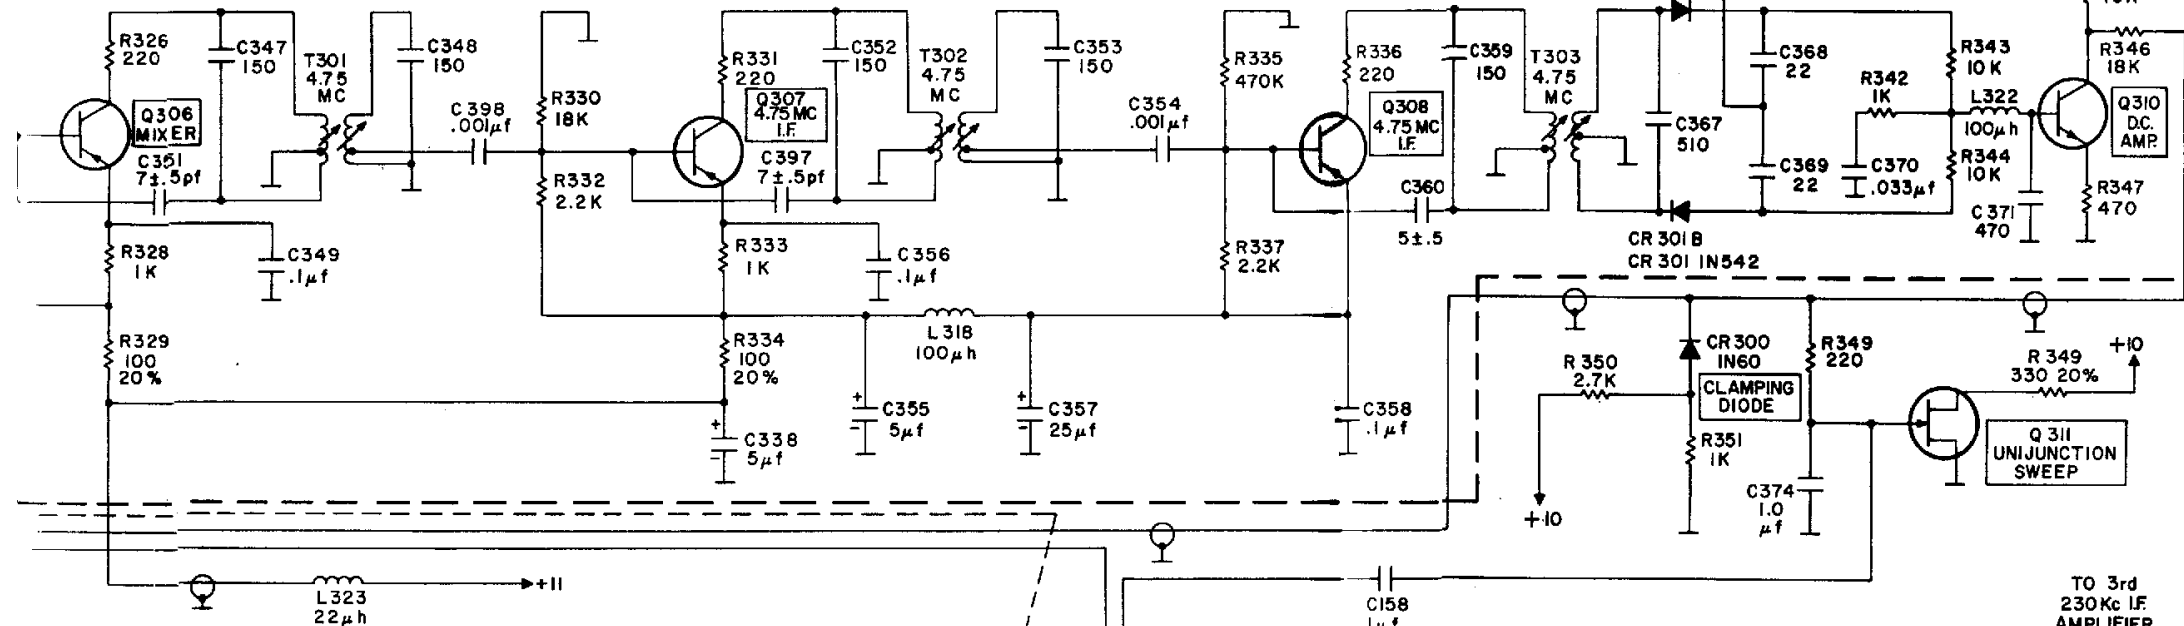 R326
220
C347
150
T301
4.75
MC
C348
150
Q306
MIXER
C351
7±.5pf
C398
.001µf
R330
18K
R332
2.2K
R328
1K
C349
.1µf
R329
100
20%
R331
220
Q307
4.75MC
I.F.
C352
150
T302
4.75
MC
C353
150
C397
7±.5pf
R333
1K
C356
.1µf
R334
100
20%
L318
100µh
+
-
C355
5µf
+
-
C357
25µf
+
-
C338
5µf
C354
.001µf
R335
470K
R336
220
Q308
4.75MC
I.F.
C359
150
T303
4.75
MC
C360
5±.5
R337
2.2K
C358
.1µf
C367
510
C368
22
C369
22
CR301B
CR301 IN542
R342
1K
C370
.033µf
R343
10K
R344
10K
L322
100µh
C371
470
R346
18K
Q310
D.C.
AMP.
R347
470
CR300
IN60
CLAMPING
DIODE
R350
2.7K
+10
R351
1K
R349
220
C374
1.0
µf
R349
330 20%
+10
Q311
UNIJUNCTION
SWEEP
L323
22µh
+11
C158
TO 3rd
230Kc I.F.
AMPLIFIER